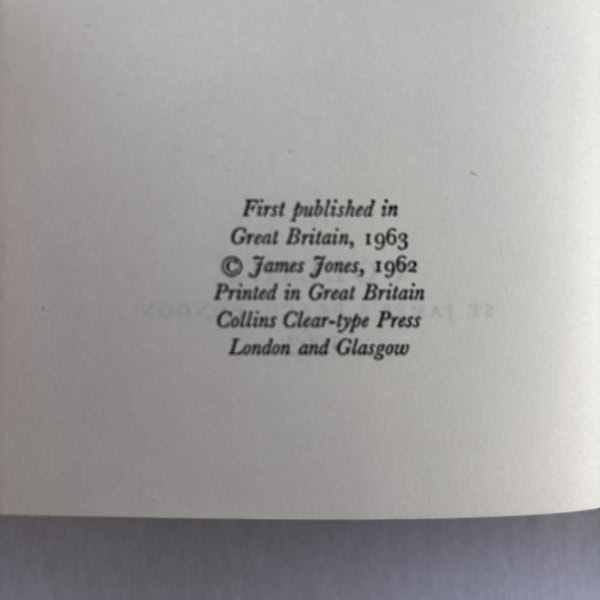 First published in
Great Britain, 1963
© James Jones, 1962
Printed in Great Britain
Collins Clear-type Press
London and Glasgow